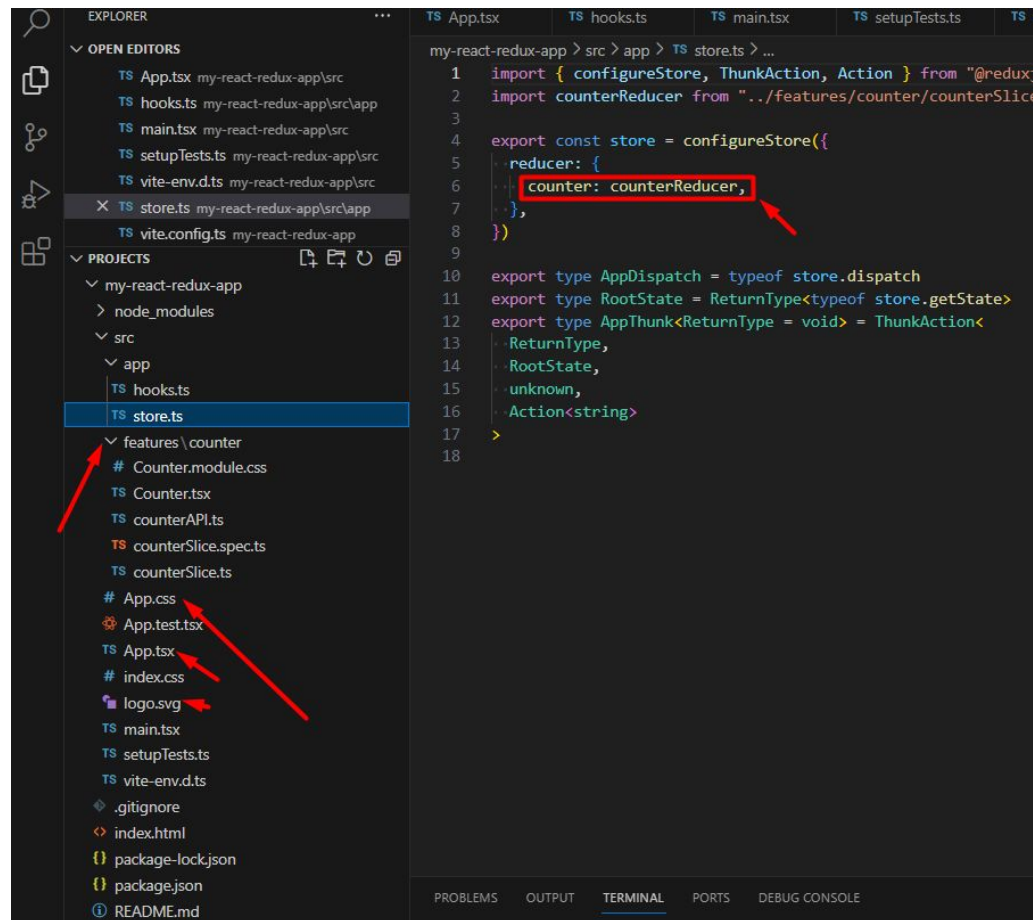 EXPLORER ...
OPEN EDITORS
TS App.tsx my-react-redux-app\src
TS hooks.ts my-react-redux-app\src\app
TS main.tsx my-react-redux-app\src
TS setupTests.ts my-react-redux-app\src
TS vite-env.d.ts my-react-redux-app\src
TS store.ts my-react-redux-app\src\app
TS vite.config.ts my-react-redux-app
PROJECTS
my-react-redux-app
node_modules
src
app
TS hooks.ts
TS store.ts
features\counter
# Counter.module.css
TS Counter.tsx
TS counterAPI.ts
TS counterSlice.spec.ts
TS counterSlice.ts
# App.css
App.test.tsx
TS App.tsx
# index.css
logo.svg
TS main.tsx
TS setupTests.ts
TS vite-env.d.ts
.gitignore
<> index.html
{} package-lock.json
{} package.json
README.md
TS App.tsx TS hooks.ts TS main.tsx TS setupTests.ts TS
my-react-redux-app > src > app > TS store.ts > ...
1 import { configureStore, ThunkAction, Action } from "@redux
2 import counterReducer from "../features/counter/counterSlice
3
4 export const store = configureStore({
5 reducer: {
6 counter: counterReducer,
7 },
8 })
9
10 export type AppDispatch = typeof store.dispatch
11 export type RootState = ReturnType<typeof store.getState>
12 export type AppThunk<ReturnType = void> = ThunkAction<
13 ReturnType,
14 RootState,
15 unknown,
16 Action<string>
17 >
18
PROBLEMS OUTPUT TERMINAL PORTS DEBUG CONSOLE